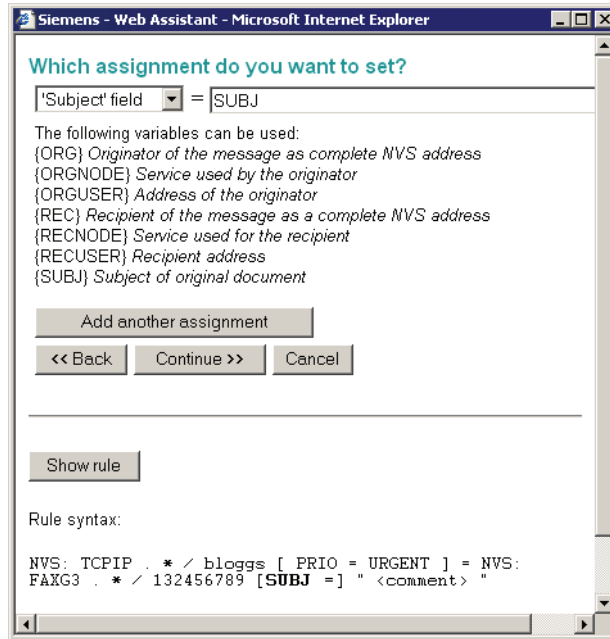 Siemens - Web Assistant - Microsoft Internet Explorer
Which assignment do you want to set?
'Subject' field = SUBJ
The following variables can be used:
{ORG} Originator of the message as complete NVS address
{ORGNODE} Service used by the originator
{ORGUSER} Address of the originator
{REC} Recipient of the message as a complete NVS address
{RECNODE} Service used for the recipient
{RECUSER} Recipient address
{SUBJ} Subject of original document
Add another assignment
<< Back Continue >> Cancel
Show rule
Rule syntax:
NVS: TCPIP . * / bloggs [ PRIO = URGENT ] = NVS:
FAXG3 . * / 132456789 [SUBJ =] " <comment> "